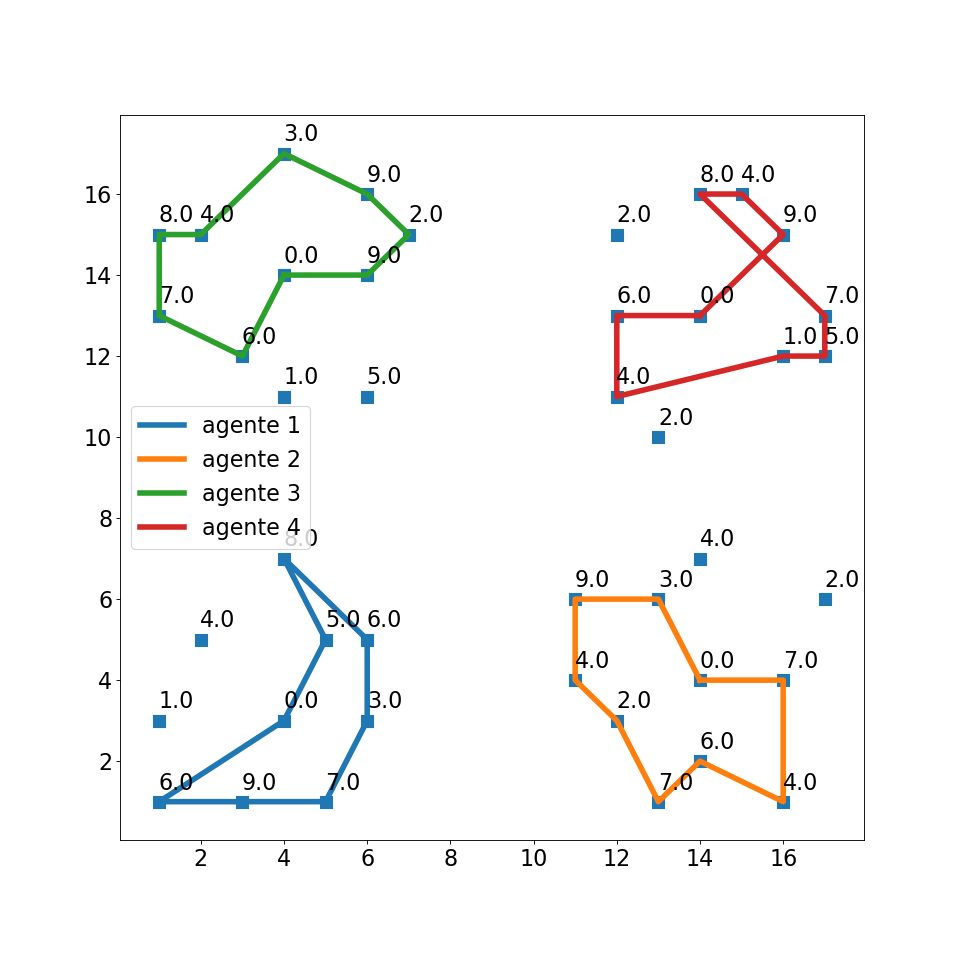 3.0
16
9.0
8.0 4.0
8.0 4.0 2.0 2.0 9.0
14
0.0 9.0
7.0 6.0 0.0 7.0
12
6.0 1.0 5.0
1.0 5.0 4.0
10
2.0
agente 1
agente 2
agente 3
agente 4
8
8.0 4.0
6
9.0 3.0 2.0
4.0 5.0 6.0
4
4.0 0.0 7.0
1.0 0.0 3.0 2.0
2
6.0
6.0 9.0 7.0 7.0 4.0
2 4 6 8 10 12 14 16